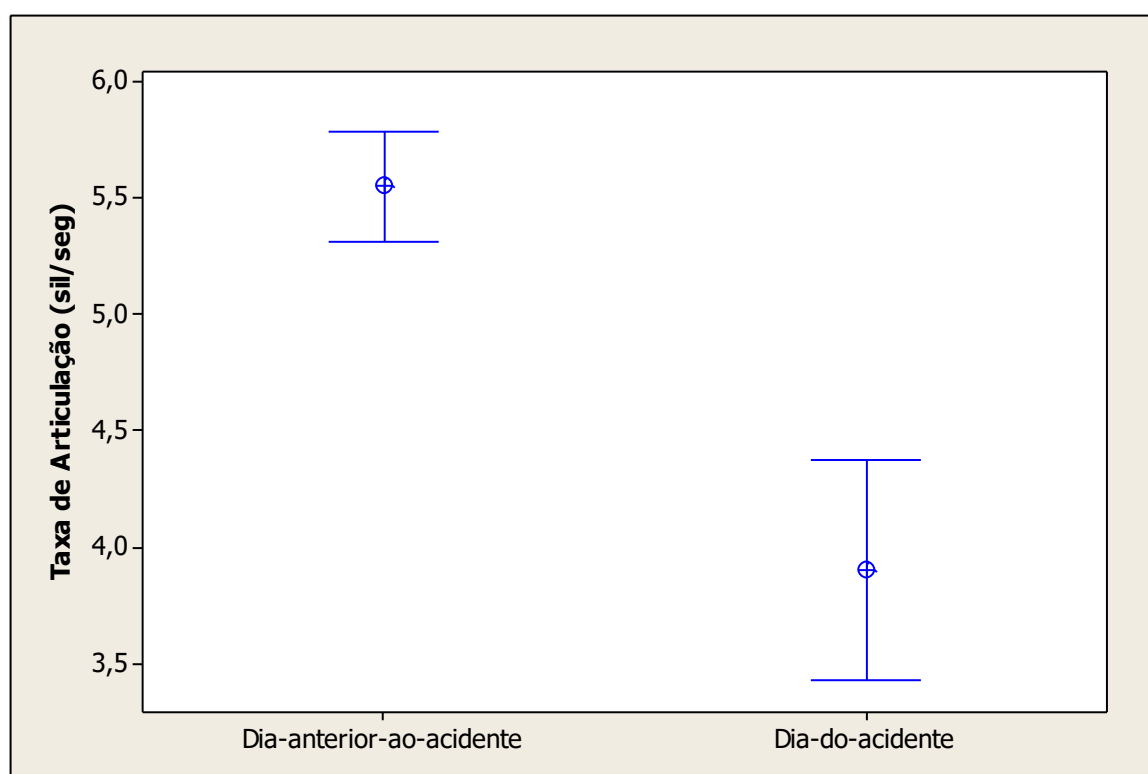 Taxa de Articulação (sil/seg)
6,0
5,5
5,0
4,5
4,0
3,5
Dia-anterior-ao-acidente
Dia-do-acidente